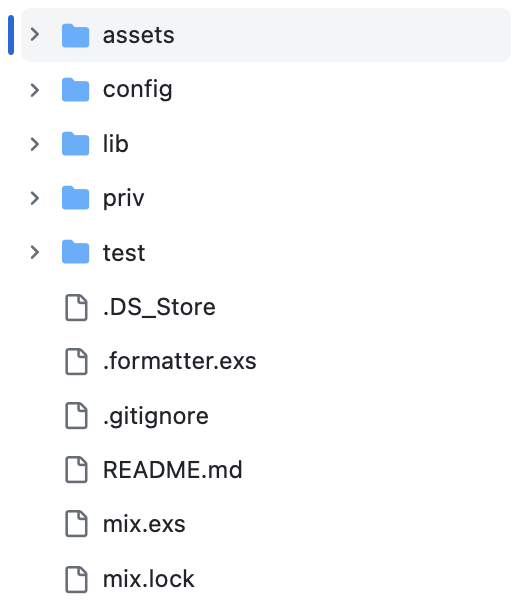 assets
config
lib
priv
test
.DS_Store
.formatter.exs
.gitignore
README.md
mix.exs
mix.lock